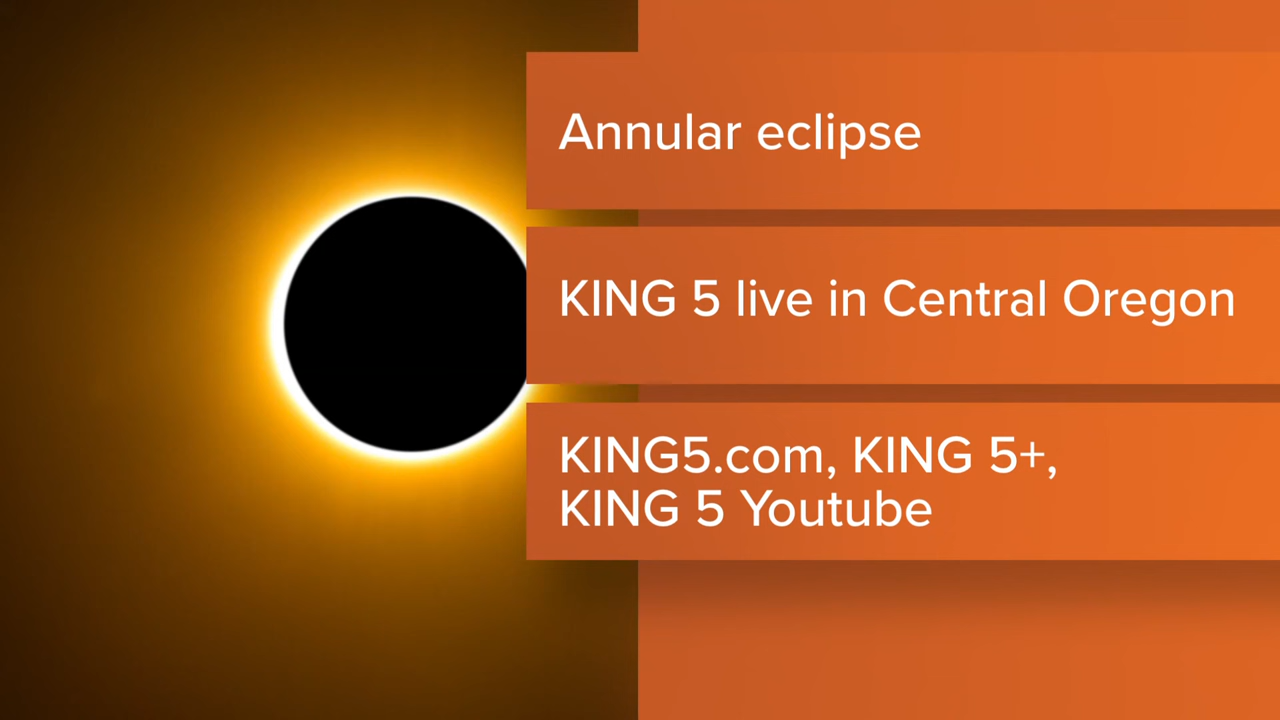 Annular eclipse
KING 5 live in Central Oregon
KING5.com, KING 5+,
KING 5 Youtube